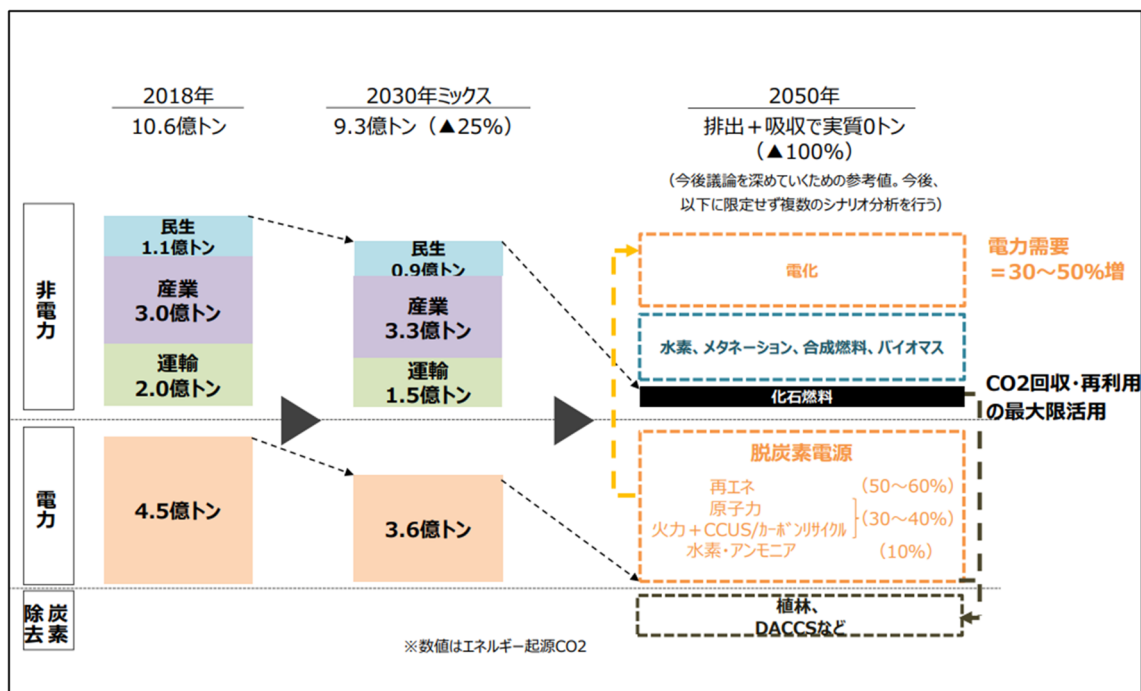 2018年
10.6億トン
2030年ミックス
9.3億トン（▲25%）
2050年
排出＋吸収で実質0トン
（▲100%）
（今後議論を深めていくための参考値。今後、
以下に限定せず複数のシナリオ分析を行う）
非電力
民生
1.1億トン
産業
3.0億トン
運輸
2.0億トン
民生
0.9億トン
産業
3.3億トン
運輸
1.5億トン
電化
電力需要
＝30～50%増
水素、メタネーション、合成燃料、バイオマス
化石燃料
CO2回収・再利用
の最大限活用
電力
4.5億トン
3.6億トン
脱炭素電源
再エネ （50～60%）
原子力
火力＋CCUS/ｶｰﾎﾞﾝﾘｻｲｸﾙ （30～40%）
水素・アンモニア （10%）
炭素
除去
植林、
DACCSなど
※数値はエネルギー起源CO2